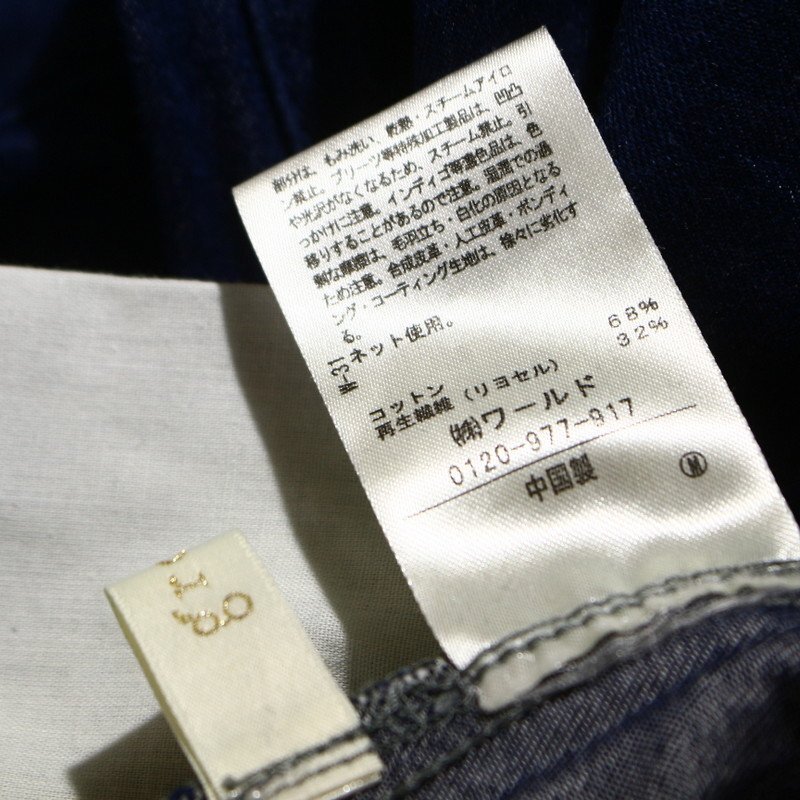 部分は、もみ洗い、乾熱・スチームアイロ
ン禁止。プリーツ等特殊加工製品は、凹凸
や光沢がなくなるため、スチーム禁止。引
っかけに注意。インディゴ等濃色品は、色
移りすることがあるので注意。湿潤での過
剰な摩擦は、毛羽立ち・白化の原因となる
ため注意。合成皮革・人工皮革・ボンディ
ング・コーティング生地は、徐々に劣化す
る。
W-31 ネット使用。
コットン 68%
再生繊維(リヨセル) 32%
㈱ワールド
0120-977-917
中国製 Ⓜ
gr